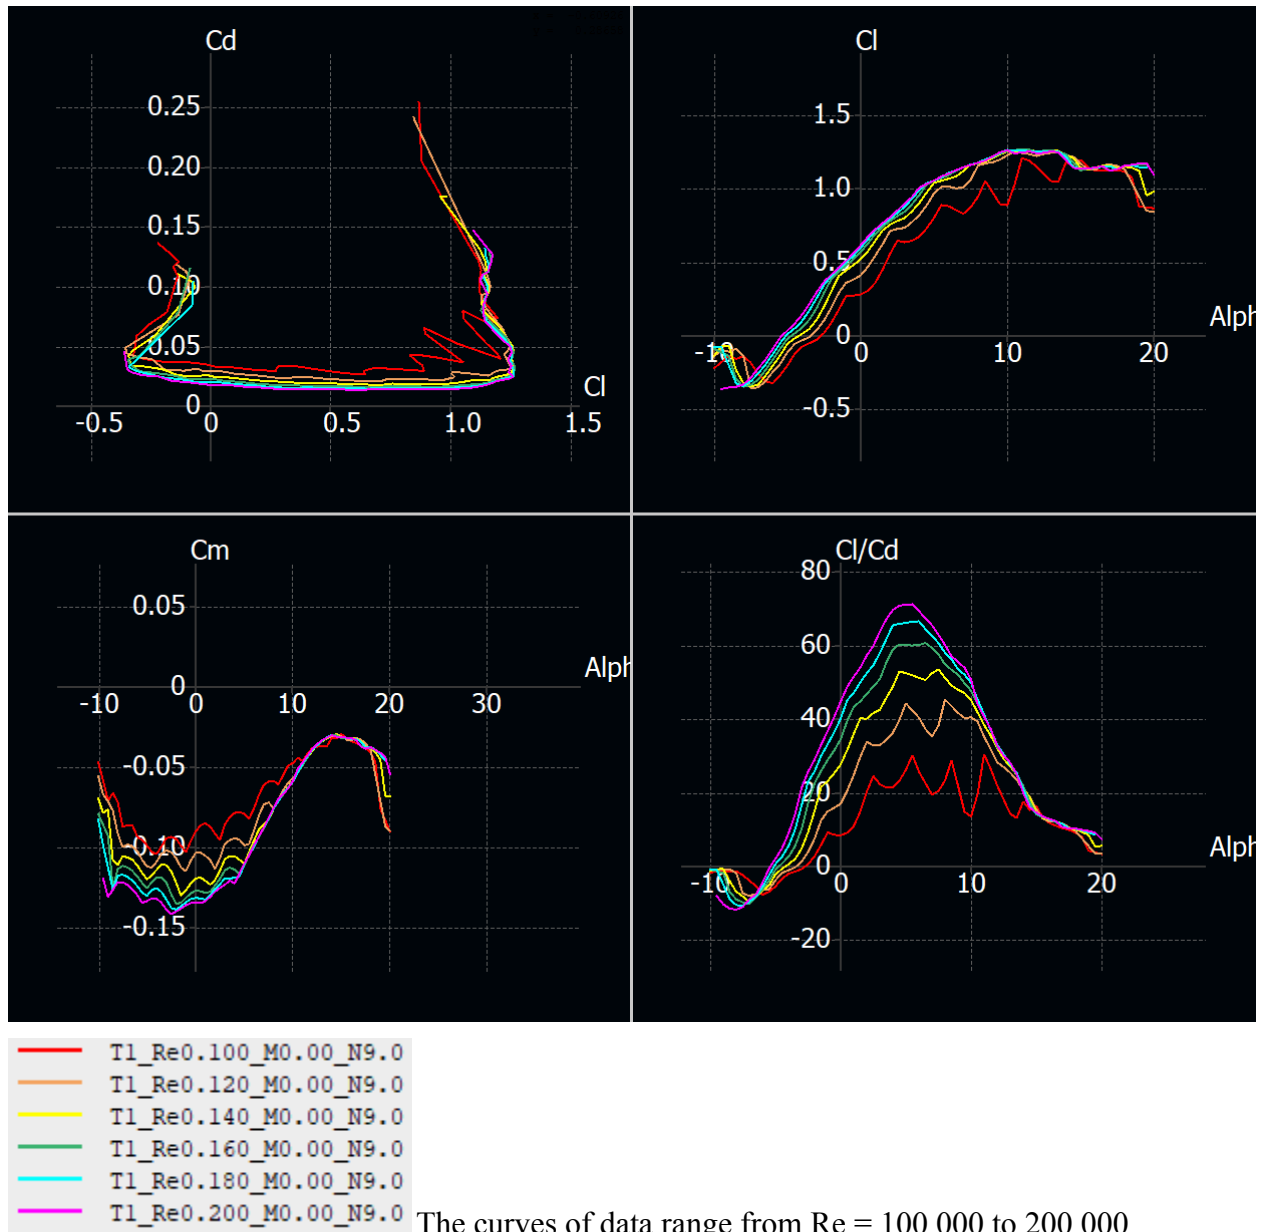 Cd
0.25
0.20
0.15
0.10
0.05
0
Cl
-0.5
0
0.5
1.0
1.5
Cl
1.5
1.0
0.5
0
-0.5
Alph
-10
0
10
20
Cm
0.05
0
-0.05
-0.10
-0.15
Alph
-10
0
10
20
30
Cl/Cd
80
60
40
20
0
-20
Alph
-10
0
10
20
T1_Re0.100_M0.00_N9.0
T1_Re0.120_M0.00_N9.0
T1_Re0.140_M0.00_N9.0
T1_Re0.160_M0.00_N9.0
T1_Re0.180_M0.00_N9.0
T1_Re0.200_M0.00_N9.0
The curves of data range from Re = 100 000 to 200 000